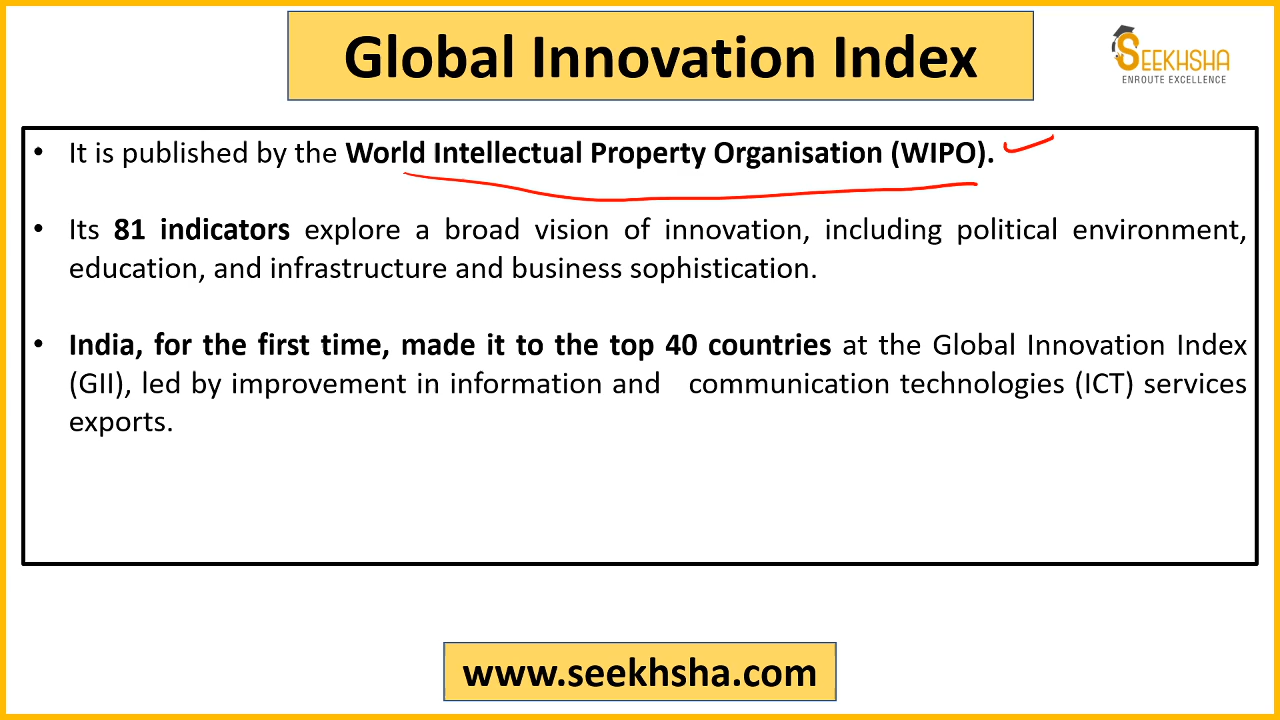 Global Innovation Index
SEEKHSHA
ENROUTE EXCELLENCE
• It is published by the World Intellectual Property Organisation (WIPO).
• Its 81 indicators explore a broad vision of innovation, including political environment,
education, and infrastructure and business sophistication.
• India, for the first time, made it to the top 40 countries at the Global Innovation Index
(GII), led by improvement in information and communication technologies (ICT) services
exports.
www.seekhsha.com